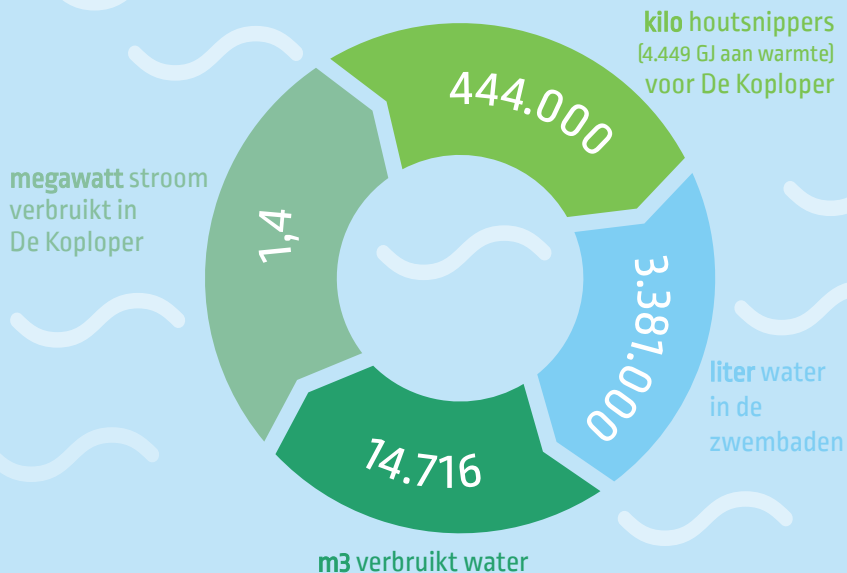 kilo houtsnippers
(4.449 GJ aan warmte)
voor De Koploper
444.000
3.381.000
liter water
in de
zwembaden
14.716
m3 verbruikt water
1,4
megawatt stroom
verbruikt in
De Koploper